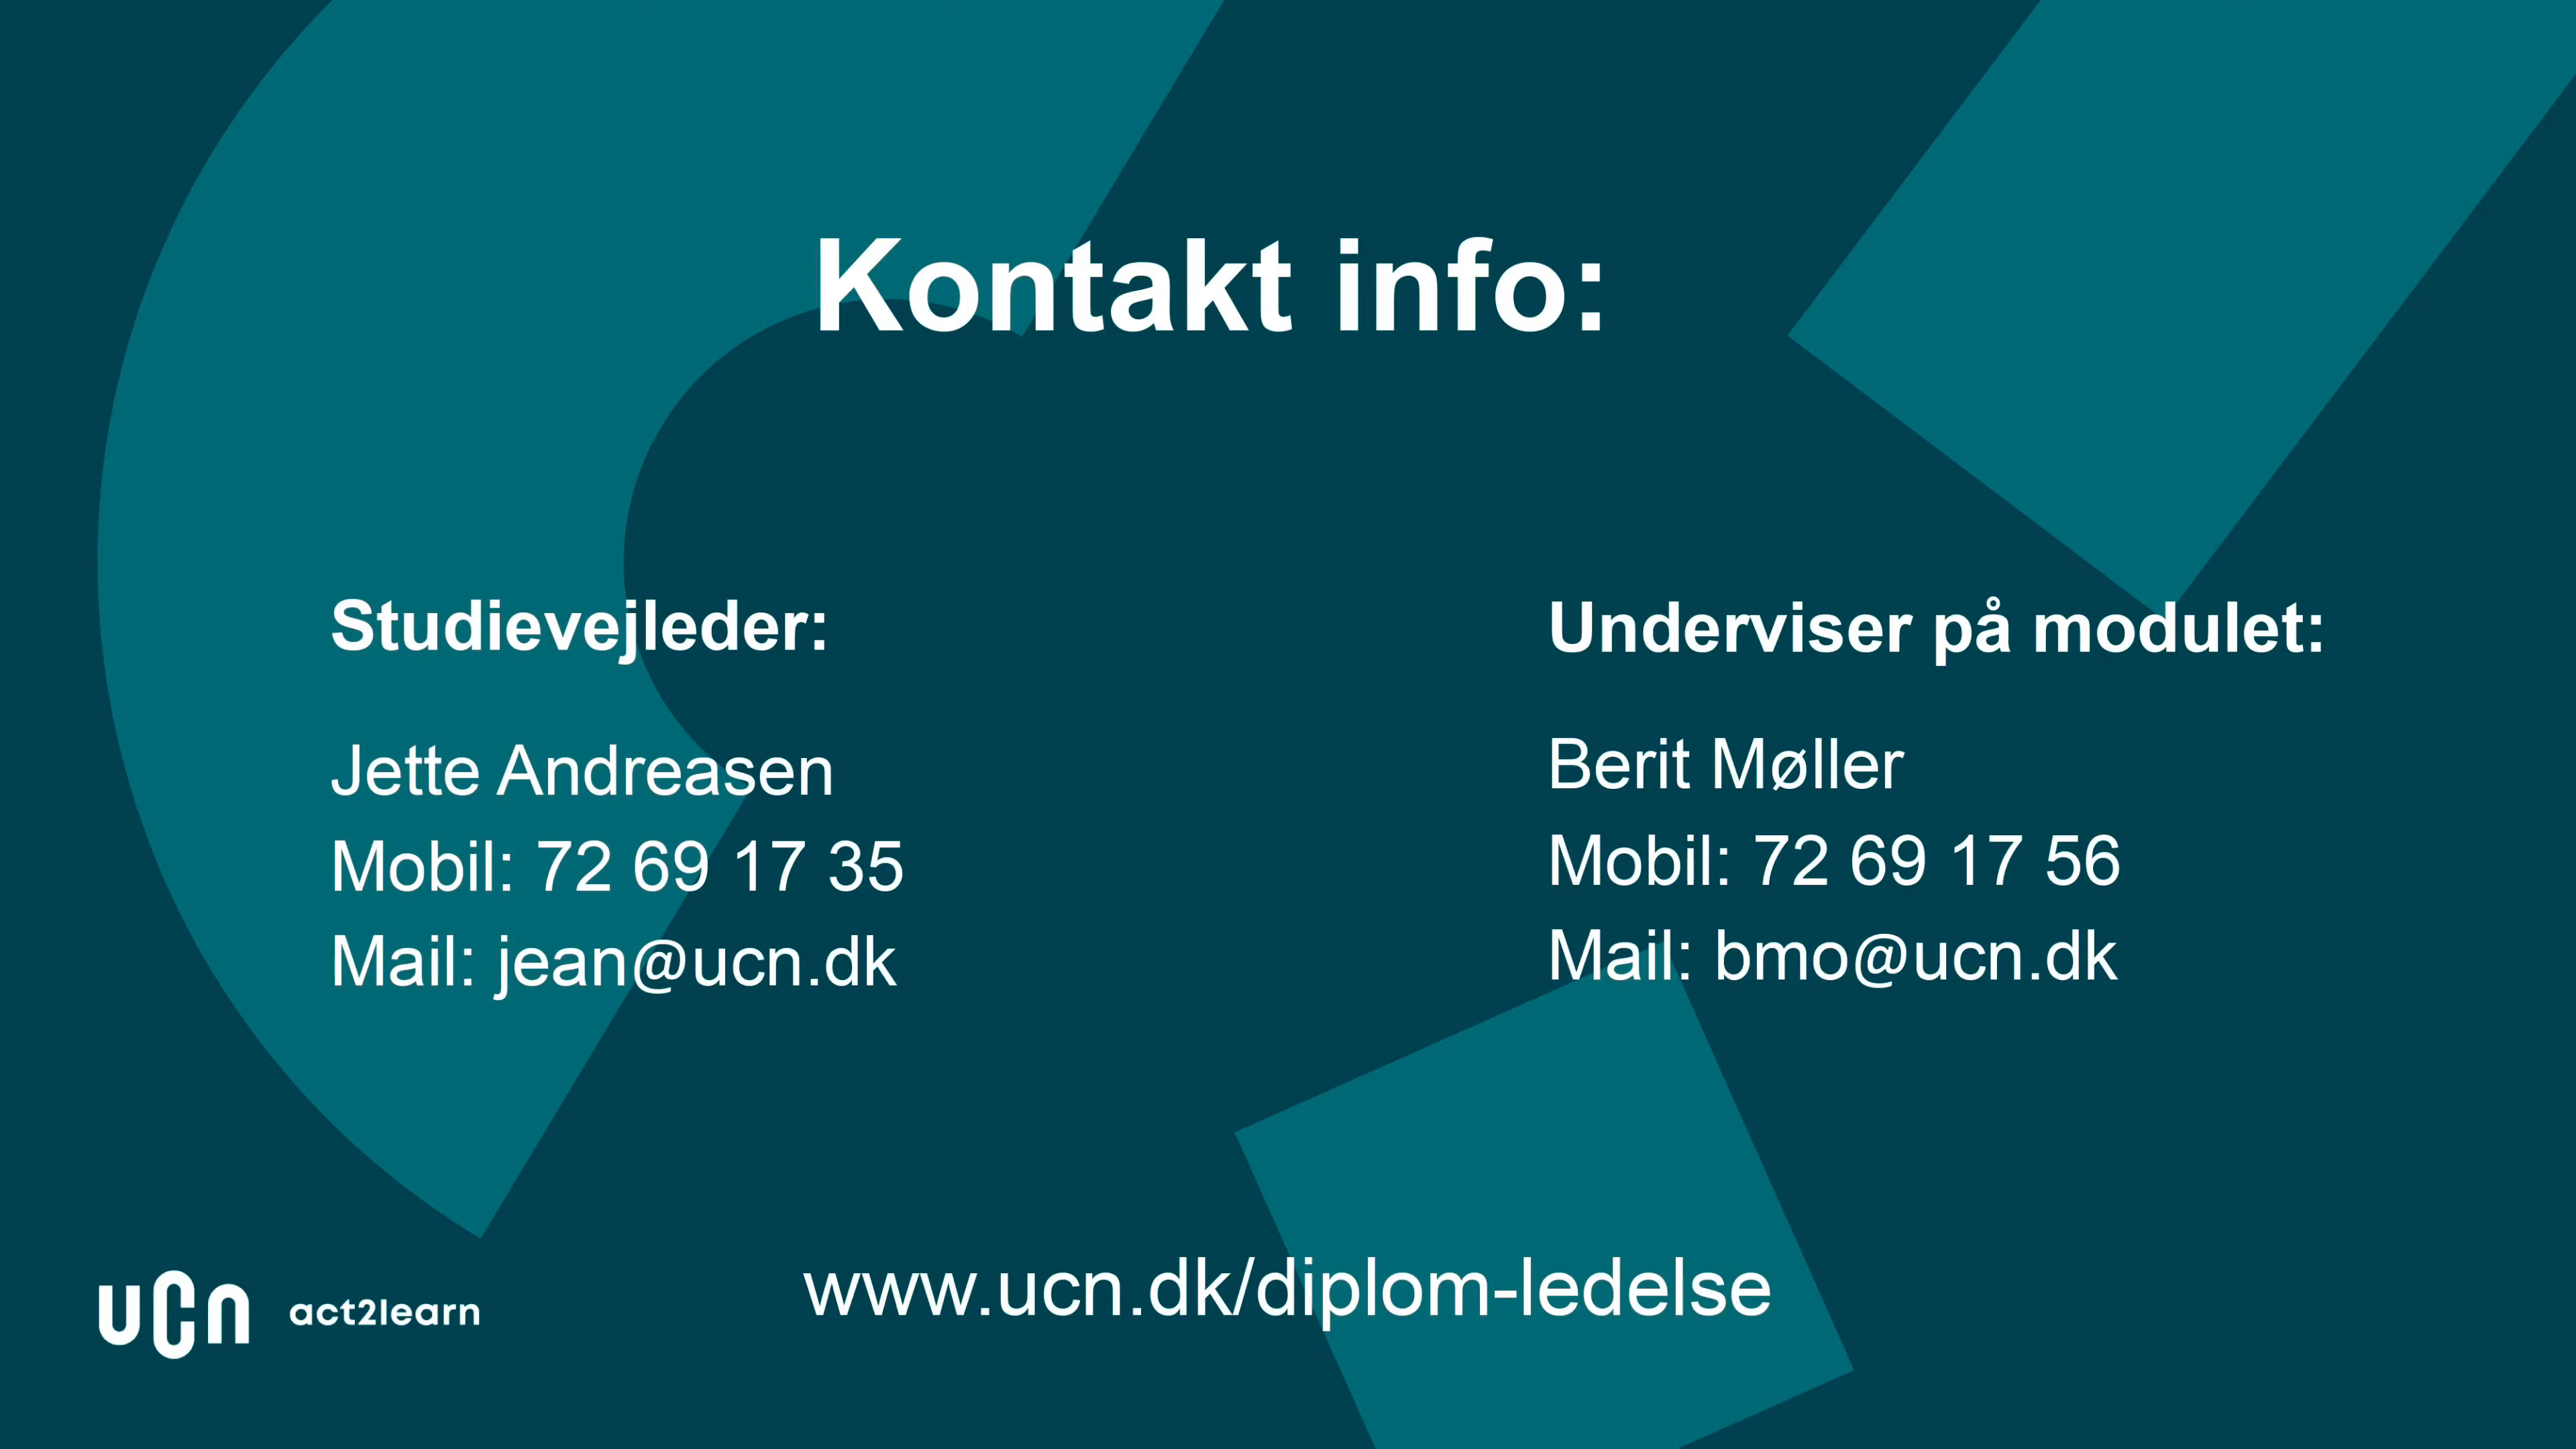 Kontakt info:
Studievejleder:
Jette Andreasen
Mobil: 72 69 17 35
Mail: jean@ucn.dk
Underviser på modulet:
Berit Møller
Mobil: 72 69 17 56
Mail: bmo@ucn.dk
www.ucn.dk/diplom-ledelse
ucn act2learn